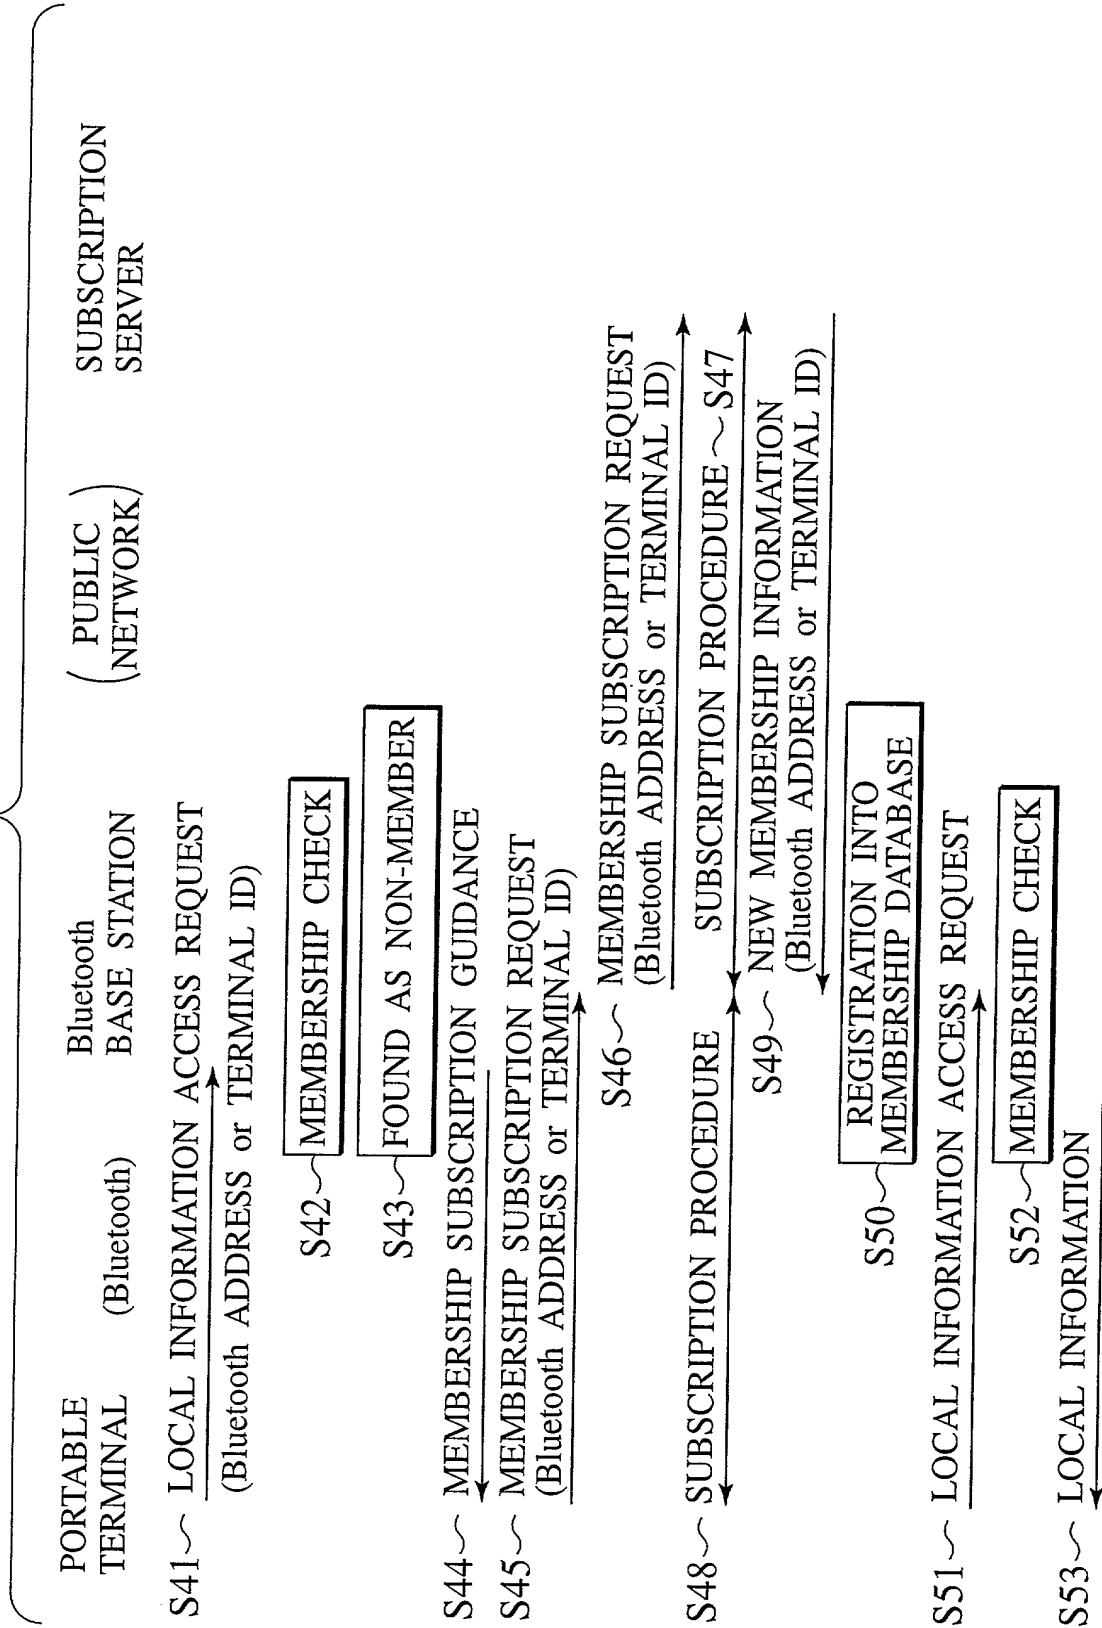 PORTABLE
TERMINAL
(Bluetooth)
Bluetooth
BASE STATION
(PUBLIC
NETWORK)
SUBSCRIPTION
SERVER
S41~ LOCAL INFORMATION ACCESS REQUEST
(Bluetooth ADDRESS or TERMINAL ID)
S42~ MEMBERSHIP CHECK
S43~ FOUND AS NON-MEMBER
S44~ MEMBERSHIP SUBSCRIPTION GUIDANCE
S45~ MEMBERSHIP SUBSCRIPTION REQUEST
(Bluetooth ADDRESS or TERMINAL ID)
S46~ MEMBERSHIP SUBSCRIPTION REQUEST
(Bluetooth ADDRESS or TERMINAL ID)
S48~ SUBSCRIPTION PROCEDURE
SUBSCRIPTION PROCEDURE ~S47
S49~ NEW MEMBERSHIP INFORMATION
(Bluetooth ADDRESS or TERMINAL ID)
S50~ REGISTRATION INTO
MEMBERSHIP DATABASE
S51~ LOCAL INFORMATION ACCESS REQUEST
S52~ MEMBERSHIP CHECK
S53~ LOCAL INFORMATION